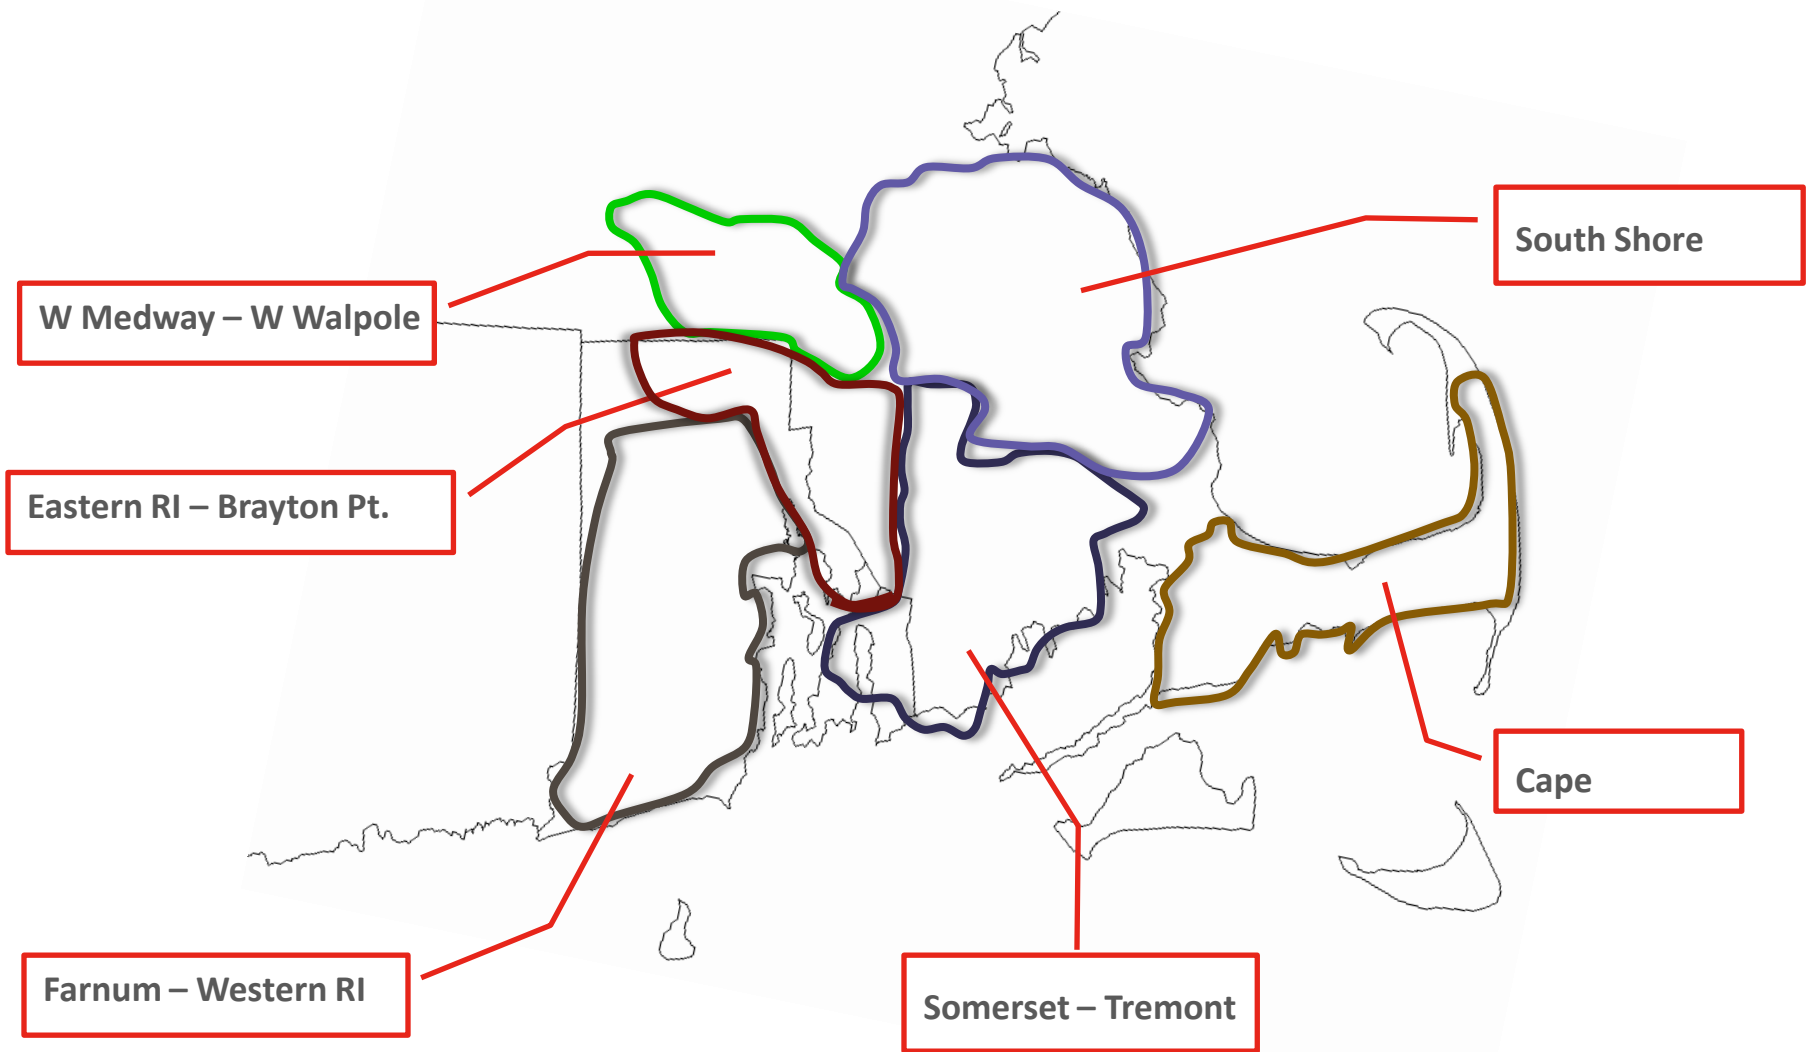 South Shore
W Medway – W Walpole
Eastern RI – Brayton Pt.
Cape
Farnum – Western RI
Somerset – Tremont